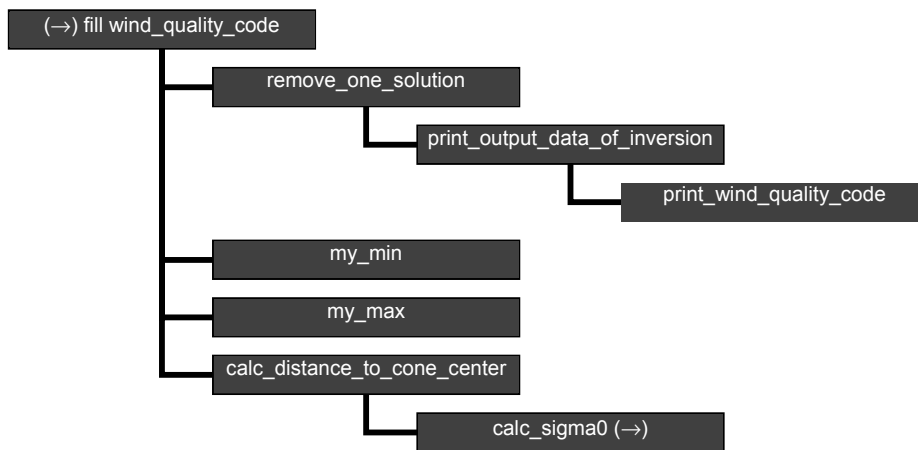 (→) fill wind_quality_code
remove_one_solution
print_output_data_of_inversion
print_wind_quality_code
my_min
my_max
calc_distance_to_cone_center
calc_sigma0 (→)